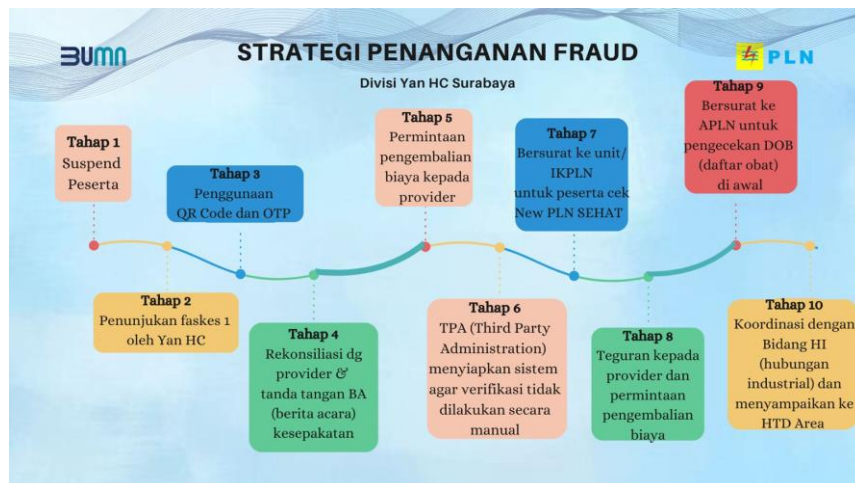 BUMN
STRATEGI PENANGANAN FRAUD
PLN
Divisi Yan HC Surabaya
Tahap 1
Suspend
Peserta
Tahap 2
Penunjukan faskes 1
oleh Yan HC
Tahap 3
Penggunaan
QR Code dan OTP
Tahap 4
Rekonsiliasi dg
provider &
tanda tangan BA
(berita acara)
kesepakatan
Tahap 5
Permintaan
pengembalian
biaya kepada
provider
Tahap 6
TPA (Third Party
Administration)
menyiapkan sistem
agar verifikasi tidak
dilakukan secara
manual
Tahap 7
Bersurat ke unit/
IKPLN
untuk peserta cek
New PLN SEHAT
Tahap 8
Teguran kepada
provider dan
permintaan
pengembalian
biaya
Tahap 9
Bersurat ke
APLN untuk
pengecekan DOB
(daftar obat)
di awal
Tahap 10
Koordinasi dengan
Bidang HI
(hubungan
industrial) dan
menyampaikan ke
HTD Area